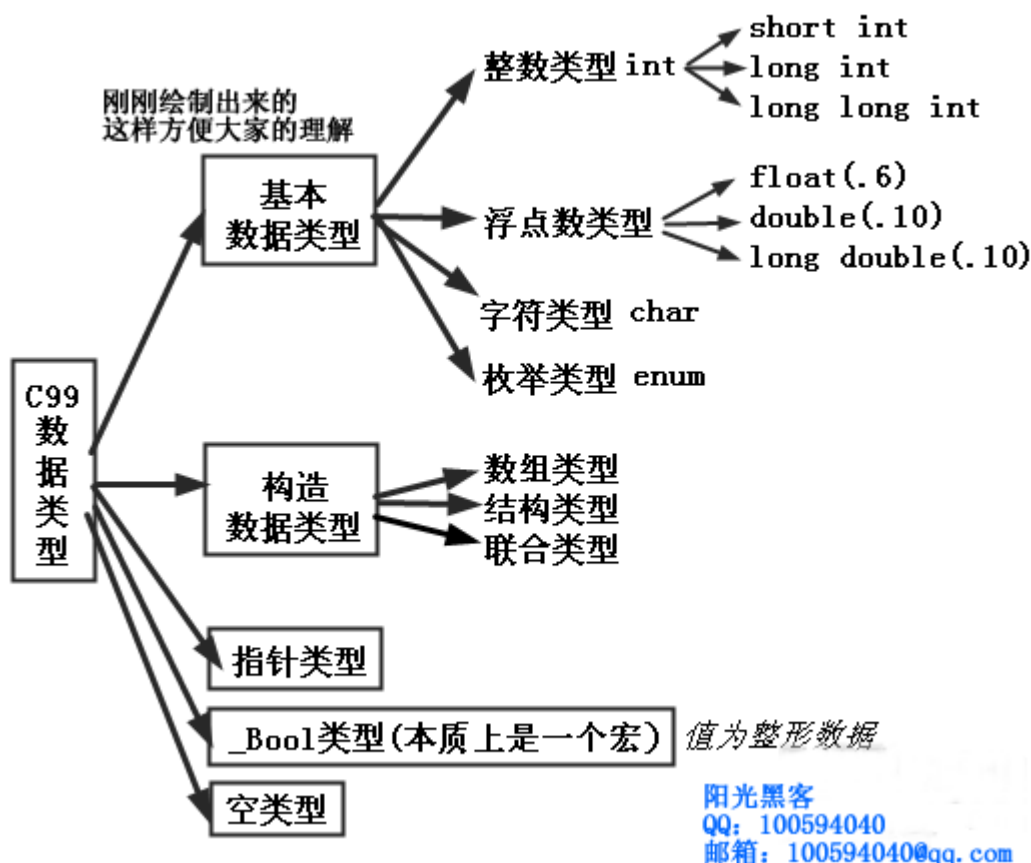 刚刚绘制出来的
这样方便大家的理解
C99
数
据
类
型
基本
数据类型
整数类型 int
short int
long int
long long int
浮点数类型
float(.6)
double(.10)
long double(.10)
字符类型 char
枚举类型 enum
构造
数据类型
数组类型
结构类型
联合类型
指针类型
_Bool类型(本质上是一个宏) 值为整形数据
空类型
阳光黑客
QQ: 100594040
邮箱: 100594040@qq.com